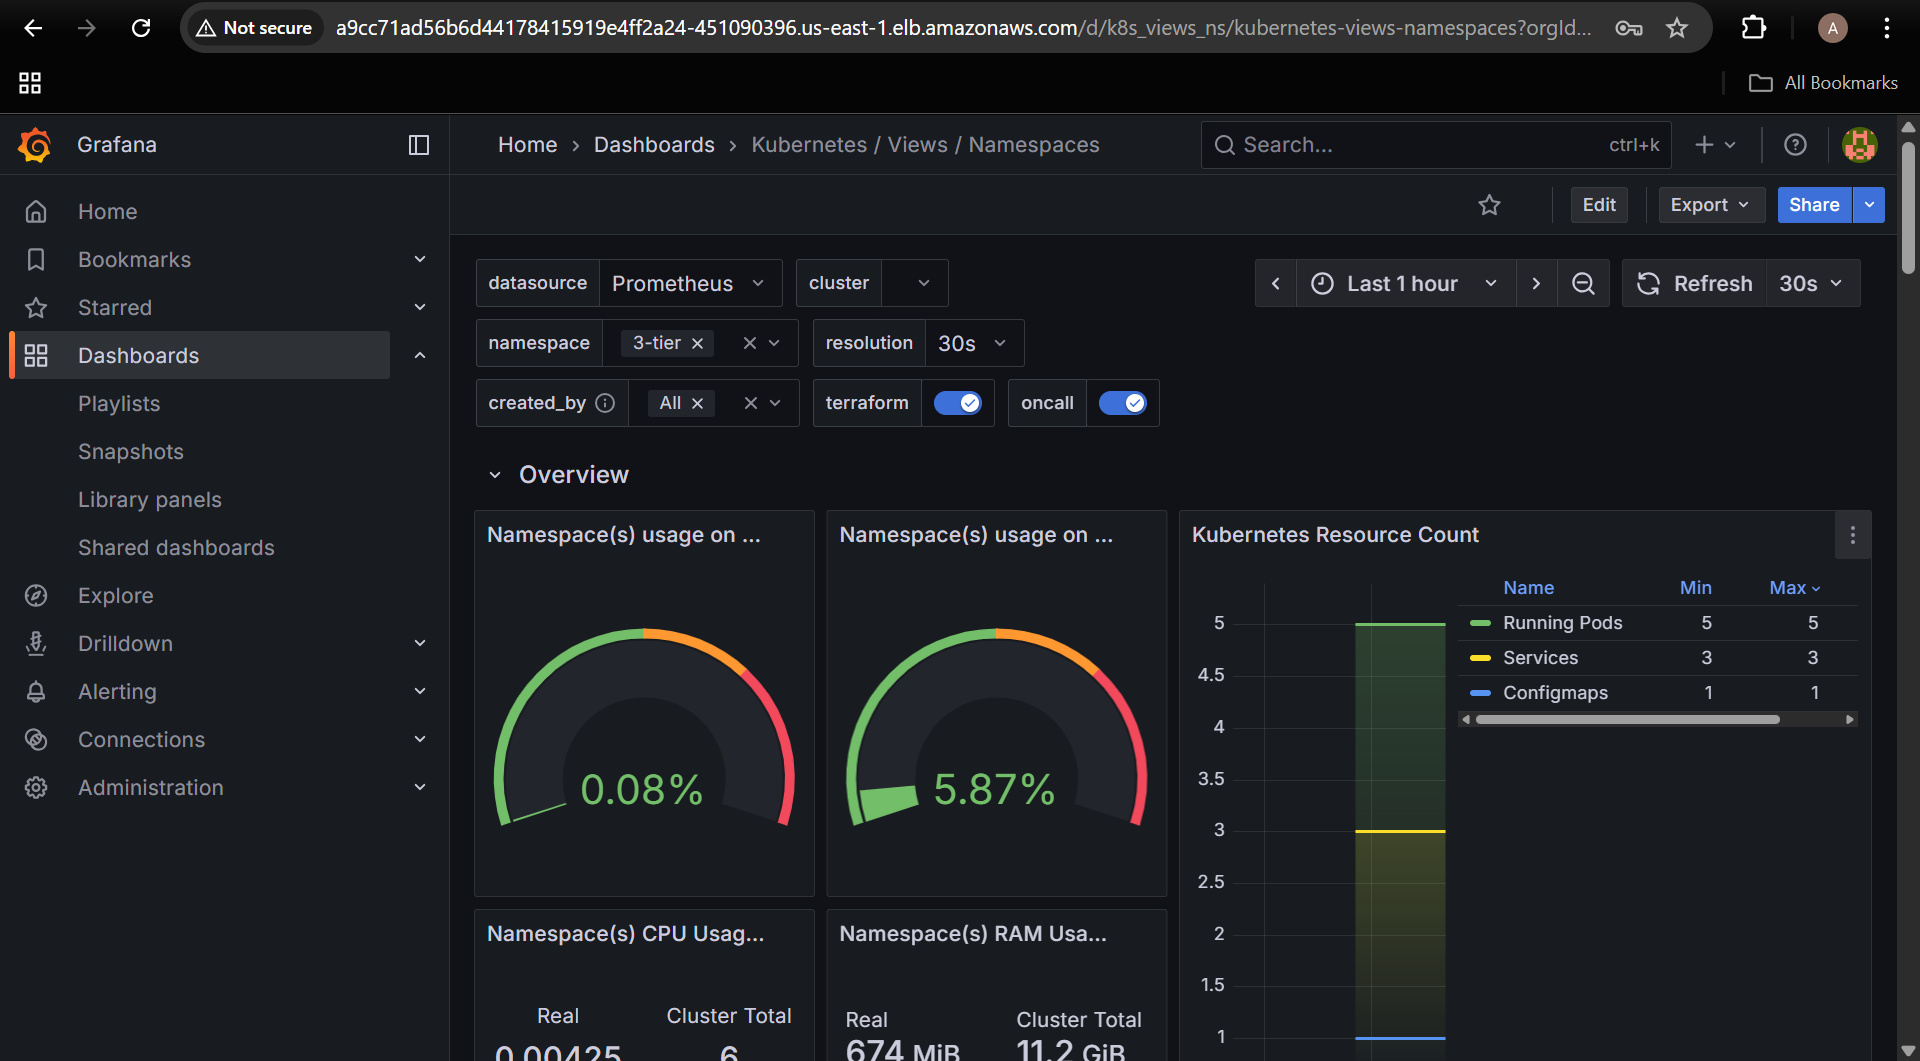 Not secure
a9cc71ad56b6d44178415919e4ff2a24-451090396.us-east-1.elb.amazonaws.com/d/k8s_views_ns/kubernetes-views-namespaces?orgId...
A
All Bookmarks
Grafana
Home › Dashboards › Kubernetes / Views / Namespaces
Search... ctrl+k
Edit
Export
Share
Home
Bookmarks
Starred
Dashboards
Playlists
Snapshots
Library panels
Shared dashboards
Explore
Drilldown
Alerting
Connections
Administration
datasource Prometheus cluster
Last 1 hour Refresh 30s
namespace 3-tier resolution 30s
created_by All terraform oncall
Overview
Namespace(s) usage on ...
0.08%
Namespace(s) usage on ...
5.87%
Kubernetes Resource Count
Name Min Max
Running Pods 5 5
Services 3 3
Configmaps 1 1
5
4.5
4
3.5
3
2.5
2
1.5
1
Namespace(s) CPU Usag...
Real Cluster Total
0.00425 6
Namespace(s) RAM Usa...
Real Cluster Total
674 MiB 11.2 GiB